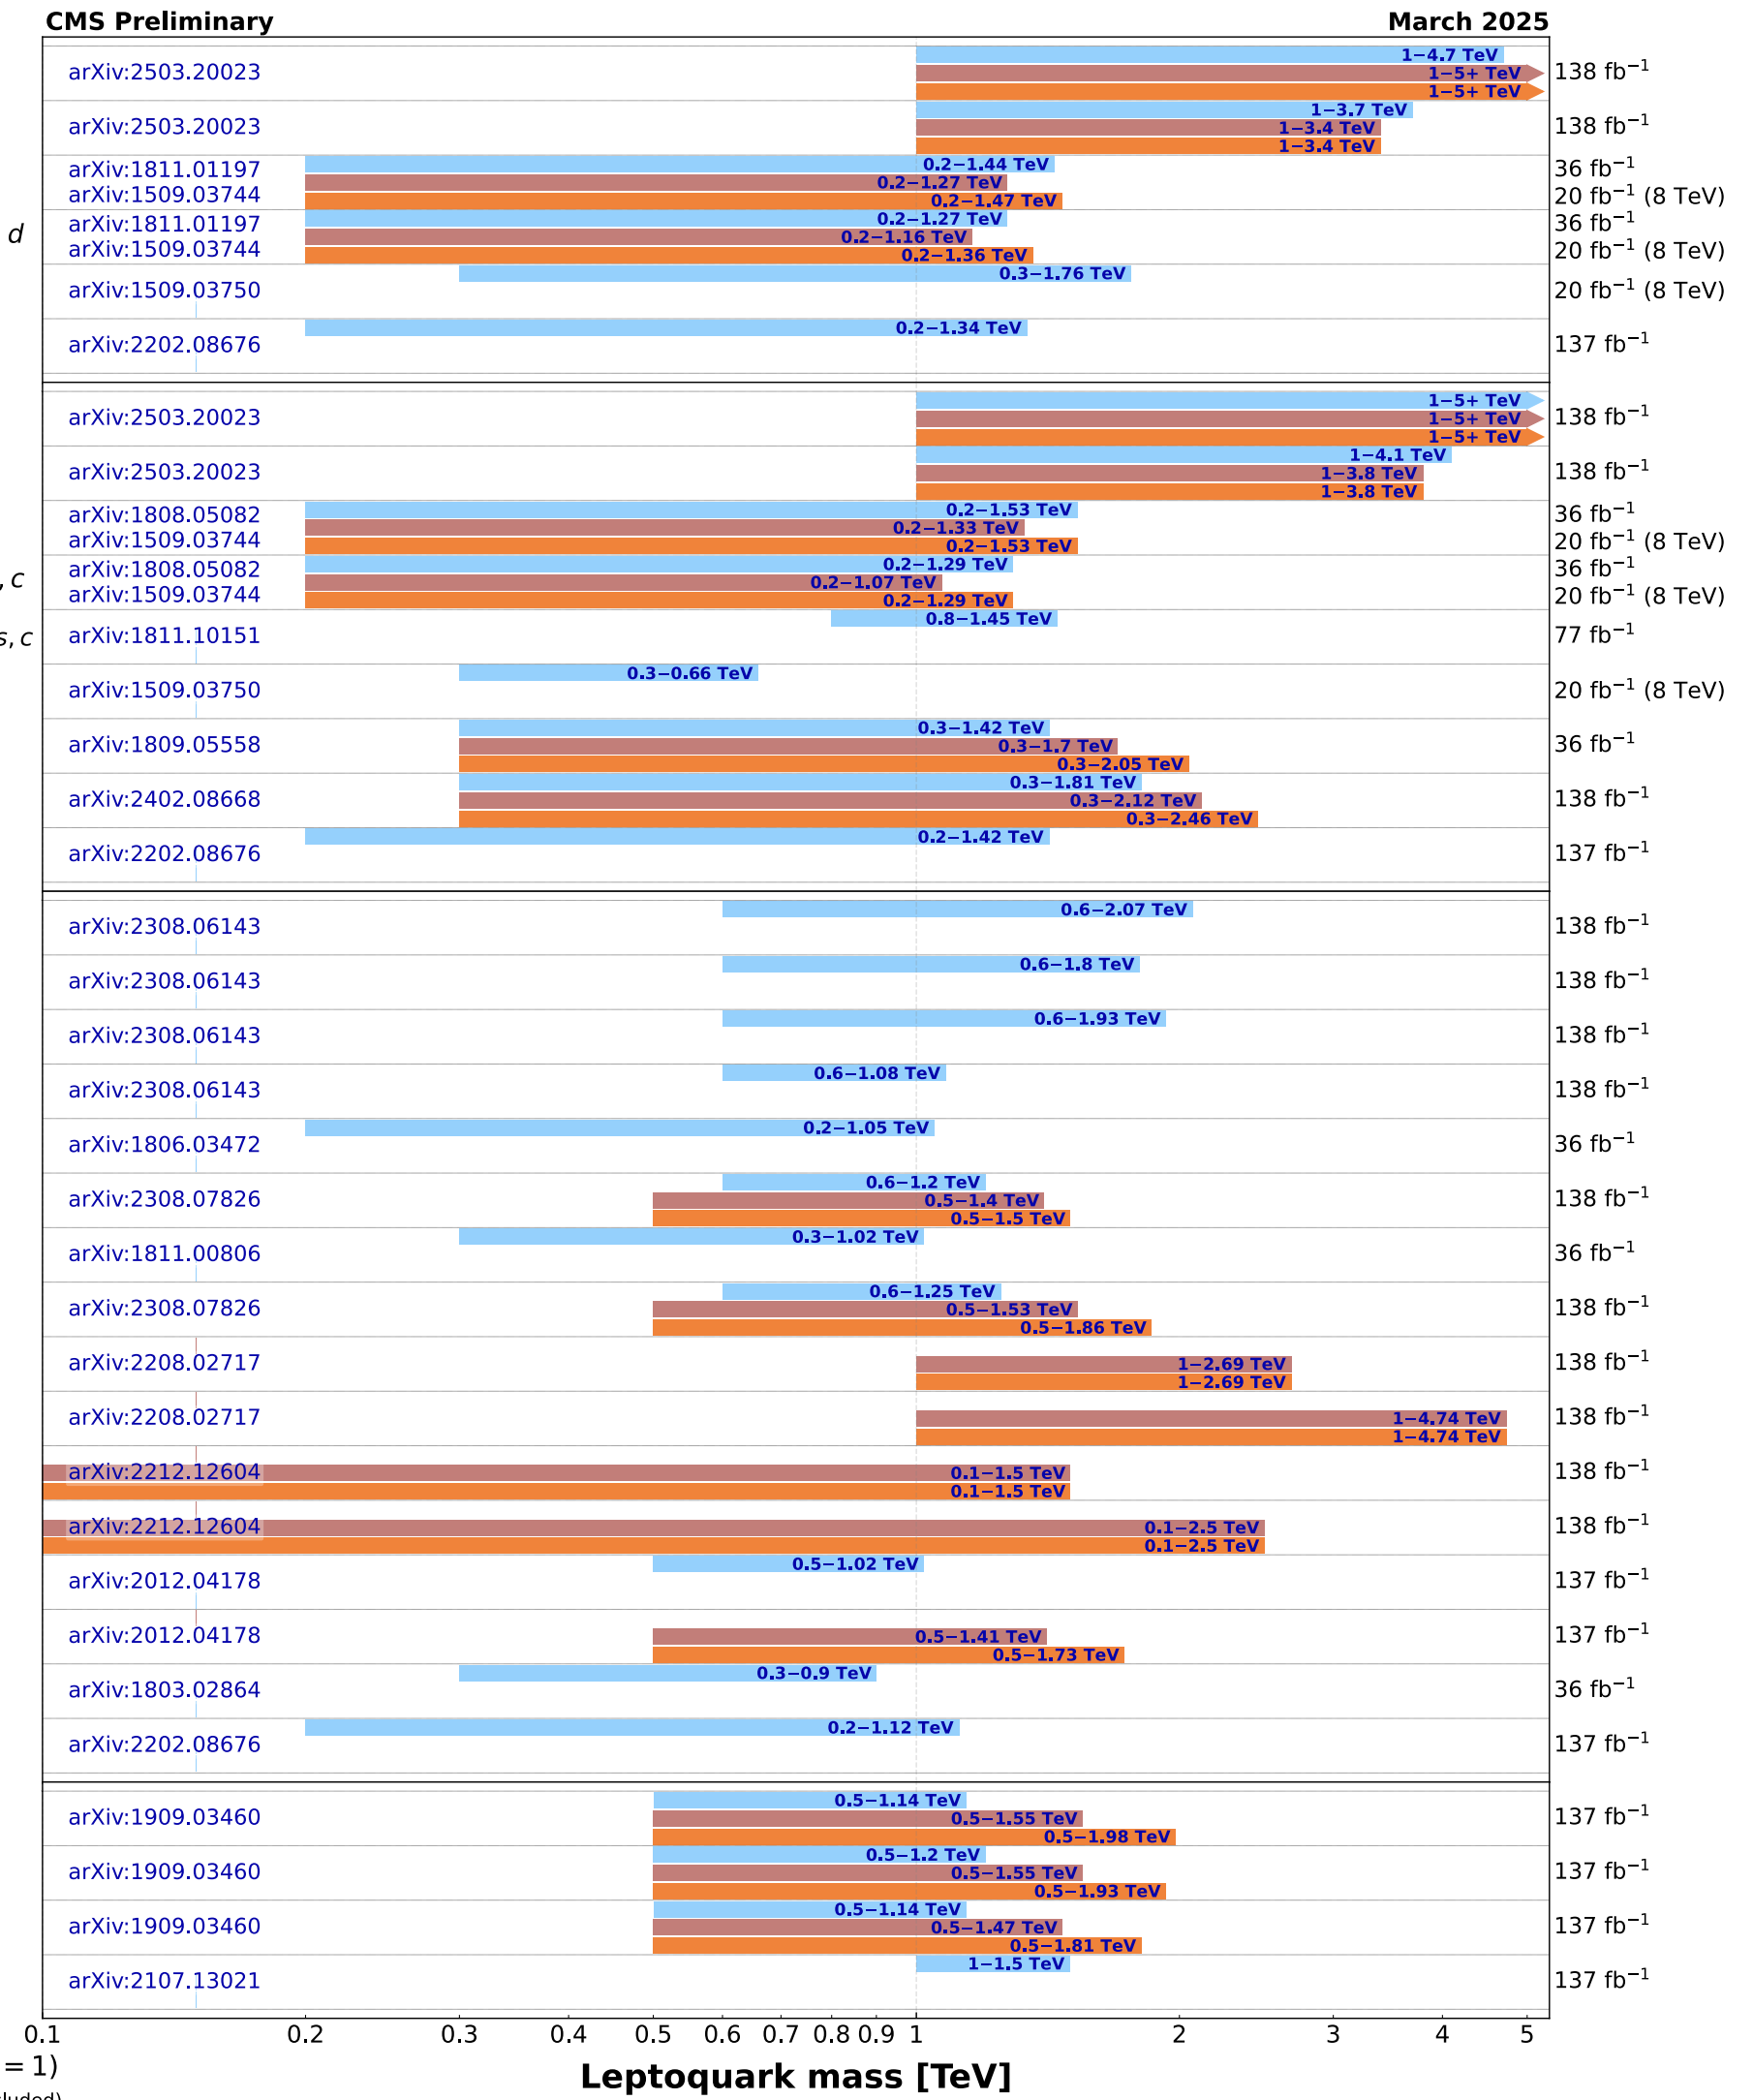 CMS Preliminary March 2025
1−4.7 TeV
arXiv:2503.20023 1−5+ TeV 138 fb⁻¹
1−5+ TeV
1−3.7 TeV
arXiv:2503.20023 1−3.4 TeV 138 fb⁻¹
1−3.4 TeV
arXiv:1811.01197 0.2−1.44 TeV 36 fb⁻¹
0.2−1.27 TeV
arXiv:1509.03744 0.2−1.47 TeV 20 fb⁻¹ (8 TeV)
arXiv:1811.01197 0.2−1.27 TeV 36 fb⁻¹
d 0.2−1.16 TeV
arXiv:1509.03744 0.2−1.36 TeV 20 fb⁻¹ (8 TeV)
0.3−1.76 TeV
arXiv:1509.03750 20 fb⁻¹ (8 TeV)
0.2−1.34 TeV
arXiv:2202.08676 137 fb⁻¹
1−5+ TeV
arXiv:2503.20023 1−5+ TeV 138 fb⁻¹
1−5+ TeV
1−4.1 TeV
arXiv:2503.20023 1−3.8 TeV 138 fb⁻¹
1−3.8 TeV
arXiv:1808.05082 0.2−1.53 TeV 36 fb⁻¹
0.2−1.33 TeV
arXiv:1509.03744 0.2−1.53 TeV 20 fb⁻¹ (8 TeV)
arXiv:1808.05082 0.2−1.29 TeV 36 fb⁻¹
, c 0.2−1.07 TeV
arXiv:1509.03744 0.2−1.29 TeV 20 fb⁻¹ (8 TeV)
0.8−1.45 TeV
s, c arXiv:1811.10151 77 fb⁻¹
0.3−0.66 TeV
arXiv:1509.03750 20 fb⁻¹ (8 TeV)
0.3−1.42 TeV
arXiv:1809.05558 0.3−1.7 TeV 36 fb⁻¹
0.3−2.05 TeV
0.3−1.81 TeV
arXiv:2402.08668 0.3−2.12 TeV 138 fb⁻¹
0.3−2.46 TeV
0.2−1.42 TeV
arXiv:2202.08676 137 fb⁻¹
0.6−2.07 TeV
arXiv:2308.06143 138 fb⁻¹
0.6−1.8 TeV
arXiv:2308.06143 138 fb⁻¹
0.6−1.93 TeV
arXiv:2308.06143 138 fb⁻¹
0.6−1.08 TeV
arXiv:2308.06143 138 fb⁻¹
0.2−1.05 TeV
arXiv:1806.03472 36 fb⁻¹
0.6−1.2 TeV
arXiv:2308.07826 0.5−1.4 TeV 138 fb⁻¹
0.5−1.5 TeV
0.3−1.02 TeV
arXiv:1811.00806 36 fb⁻¹
0.6−1.25 TeV
arXiv:2308.07826 0.5−1.53 TeV 138 fb⁻¹
0.5−1.86 TeV
arXiv:2208.02717 1−2.69 TeV 138 fb⁻¹
1−2.69 TeV
arXiv:2208.02717 1−4.74 TeV 138 fb⁻¹
1−4.74 TeV
arXiv:2212.12604 0.1−1.5 TeV 138 fb⁻¹
0.1−1.5 TeV
arXiv:2212.12604 0.1−2.5 TeV 138 fb⁻¹
0.1−2.5 TeV
0.5−1.02 TeV
arXiv:2012.04178 137 fb⁻¹
arXiv:2012.04178 0.5−1.41 TeV 137 fb⁻¹
0.5−1.73 TeV
0.3−0.9 TeV
arXiv:1803.02864 36 fb⁻¹
0.2−1.12 TeV
arXiv:2202.08676 137 fb⁻¹
0.5−1.14 TeV
arXiv:1909.03460 0.5−1.55 TeV 137 fb⁻¹
0.5−1.98 TeV
0.5−1.2 TeV
arXiv:1909.03460 0.5−1.55 TeV 137 fb⁻¹
0.5−1.93 TeV
0.5−1.14 TeV
arXiv:1909.03460 0.5−1.47 TeV 137 fb⁻¹
0.5−1.81 TeV
1−1.5 TeV
arXiv:2107.13021 137 fb⁻¹
0.1 0.2 0.3 0.4 0.5 0.6 0.7 0.8 0.9 1 2 3 4 5
= 1)
Leptoquark mass [TeV]